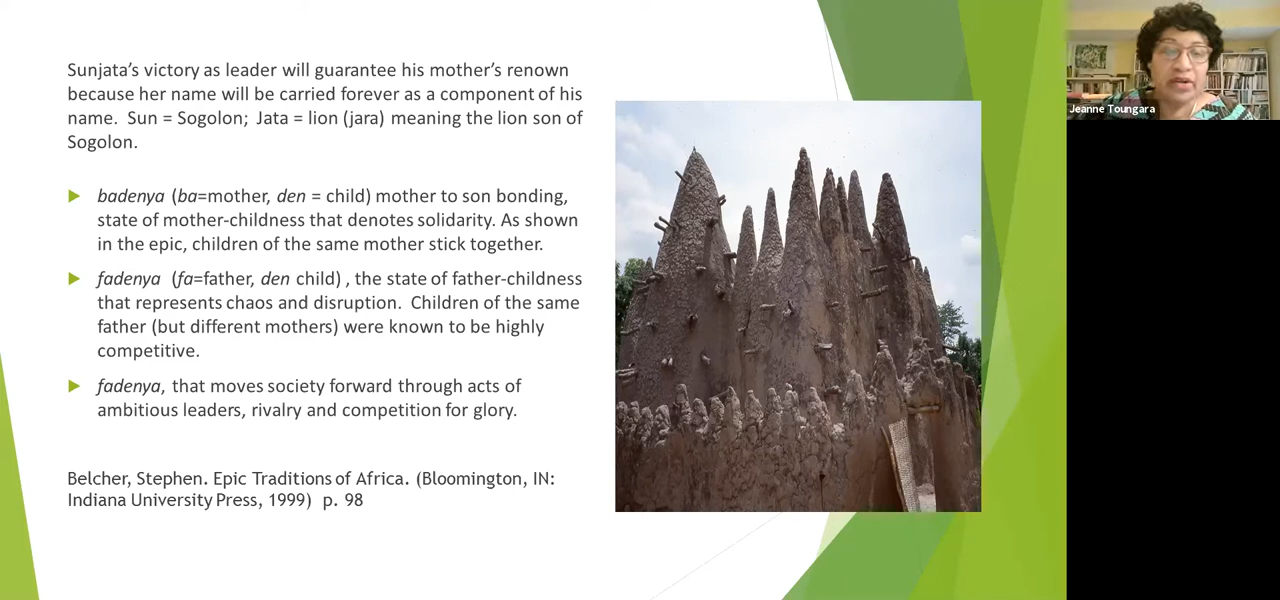 Sunjata's victory as leader will guarantee his mother's renown
because her name will be carried forever as a component of his
name.  Sun = Sogolon;  Jata = lion (jara) meaning the lion son of
Sogolon.
badenya (ba=mother, den = child) mother to son bonding,
state of mother-childness that denotes solidarity. As shown
in the epic, children of the same mother stick together.
fadenya  (fa=father, den child) , the state of father-childness
that represents chaos and disruption.  Children of the same
father (but different mothers) were known to be highly
competitive.
fadenya, that moves society forward through acts of
ambitious leaders, rivalry and competition for glory.
Belcher, Stephen. Epic Traditions of Africa. (Bloomington, IN:
Indiana University Press, 1999)  p. 98
Jeanne Toungara